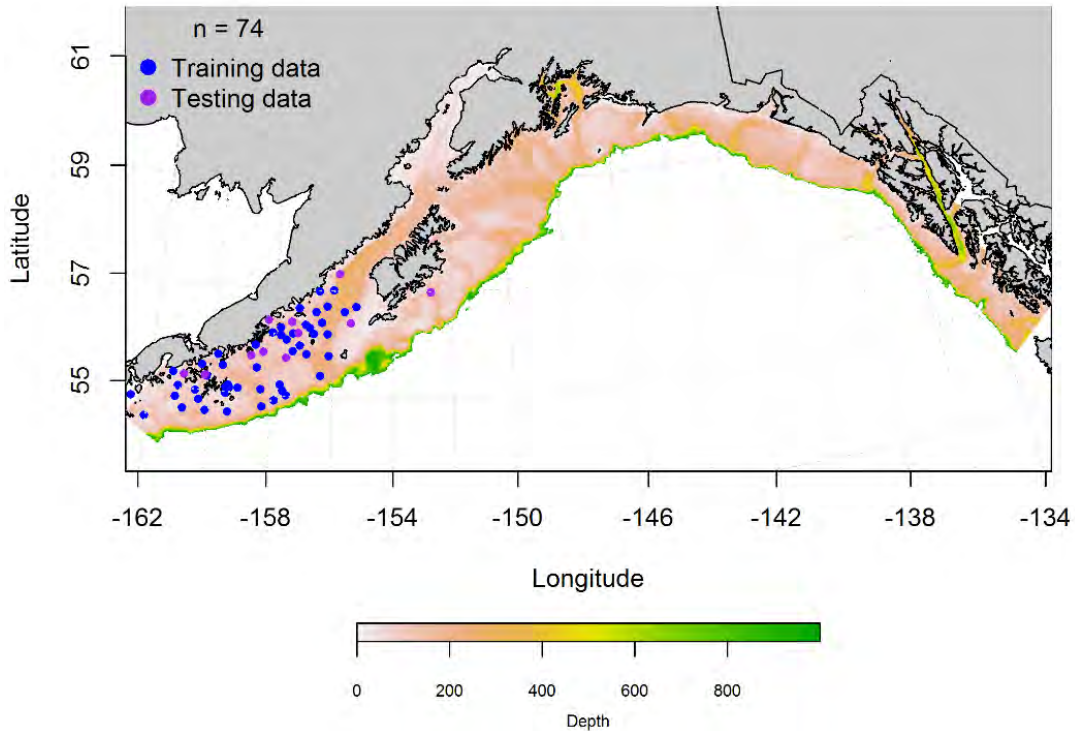 n = 74
Training data
Testing data
61
59
57
55
Latitude
-162 -158 -154 -150 -146 -142 -138 -134
Longitude
0 200 400 600 800
Depth